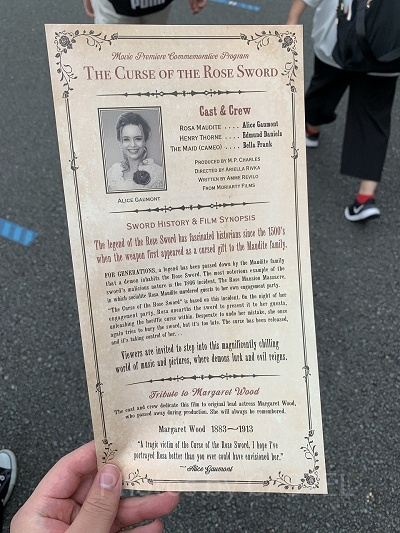 Movie Premiere Commemorative Program
THE CURSE OF THE ROSE SWORD
Cast & Crew
ROSA MAUDITE .... Alice Gaumont
HENRY THORNE .... Edmund Daniels
THE MAID (CAMEO) .... Bella Frank
PRODUCED BY M.P. CHARLES
DIRECTED BY ARIELLA RIVKA
WRITTEN BY ANNIE REVILO
FROM MORIARTY FILMS
ALICE GAUMONT
SWORD HISTORY & FILM SYNOPSIS
The legend of the Rose Sword has fascinated historians since the 1500's
when the weapon first appeared as a cursed gift to the Maudite family.
FOR GENERATIONS, a legend has been passed down by the Maudite family
that a demon inhabits the Rose Sword. The most notorious example of the
sword's malicious nature is the 1806 incident, The Rose Mansion Massacre,
in which socialite Rosa Maudite murdered guests to her own engagement party.
"The Curse of the Rose Sword" is based on this incident. On the night of her
engagement party, Rosa unearths the sword to present it to her guests,
unleashing the horrific curse within. Desperate to undo her mistake, she once
again tries to bury the sword, but it's too late. The curse has been released,
and it's taking control of her...
Viewers are invited to step into this magnificently chilling
world of music and pictures, where demons lurk and evil reigns.
Tribute to Margaret Wood
The cast and crew dedicate this film to original lead actress Margaret Wood,
who passed away during production. She will always be remembered.
Margaret Wood 1883〜1913
"A tragic victim of the Curse of the Rose Sword, I hope I've
portrayed Rosa better than you ever could have envisioned her."
—Alice Gaumont